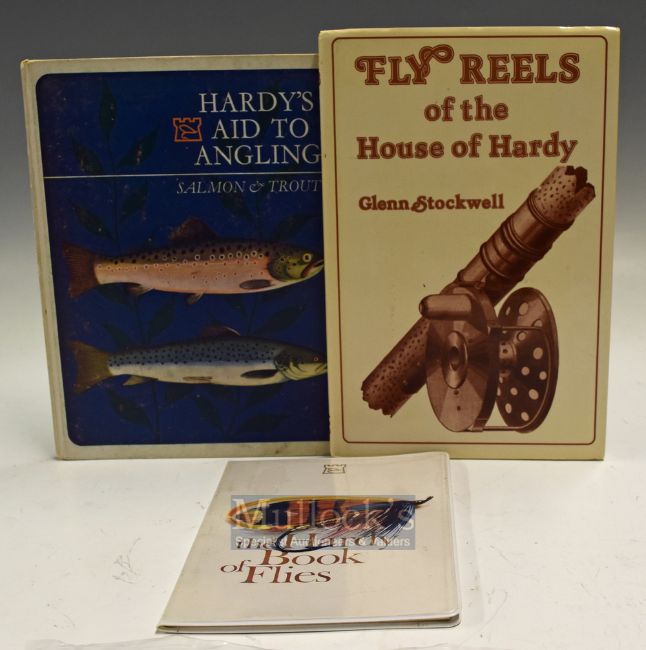 HARDY'S
AID TO
ANGLING
SALMON & TROUT
FLY REELS
of the
House of Hardy
Glenn Stockwell
Mullock's
Specialist Auctioneers & Valuers
Book
of Flies